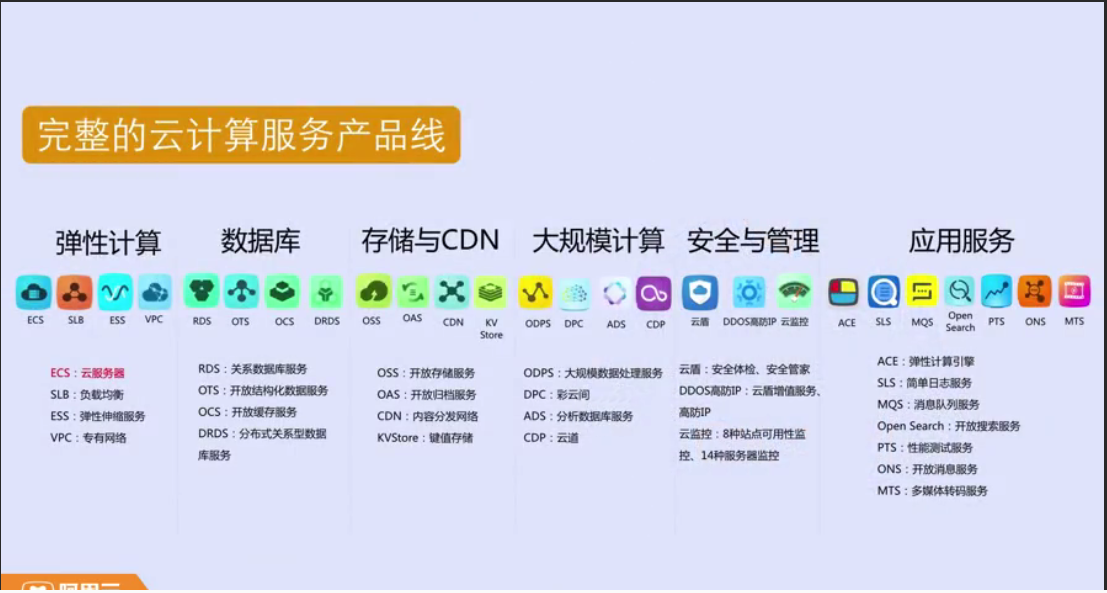 完整的云计算服务产品线
弹性计算
ECS SLB ESS VPC
ECS：云服务器
SLB：负载均衡
ESS：弹性伸缩服务
VPC：专有网络
数据库
RDS OTS OCS DRDS
RDS：关系数据库服务
OTS：开放结构化数据服务
OCS：开放缓存服务
DRDS：分布式关系型数据
库服务
存储与CDN
OSS OAS CDN KV
Store
OSS：开放存储服务
OAS：开放归档服务
CDN：内容分发网络
KVStore：键值存储
大规模计算
ODPS DPC ADS CDP
ODPS：大规模数据处理服务
DPC：彩云间
ADS：分析数据库服务
CDP：云道
安全与管理
云盾 DDOS高防IP 云监控
云盾：安全体检、安全管家
DDOS高防IP：云盾增值服务、
高防IP
云监控：8种站点可用性监
控、14种服务器监控
应用服务
ACE SLS MQS Open PTS ONS MTS
Search
ACE：弹性计算引擎
SLS：简单日志服务
MQS：消息队列服务
Open Search：开放搜索服务
PTS：性能测试服务
ONS：开放消息服务
MTS：多媒体转码服务
阿里云